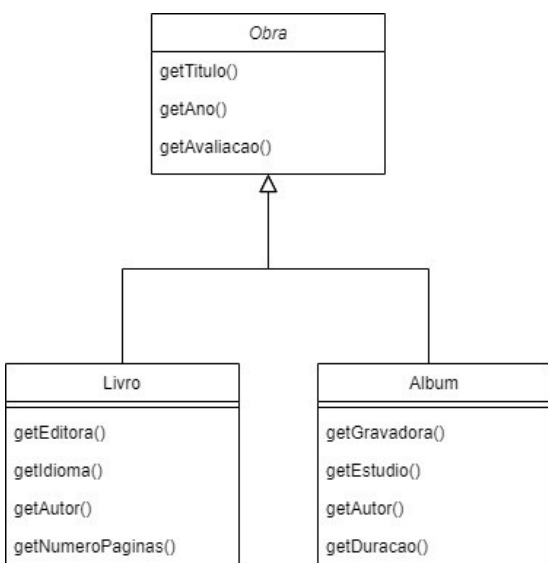 Obra
getTitulo()
getAno()
getAvaliacao()
Livro
getEditora()
getIdioma()
getAutor()
getNumeroPaginas()
Album
getGravadora()
getEstudio()
getAutor()
getDuracao()